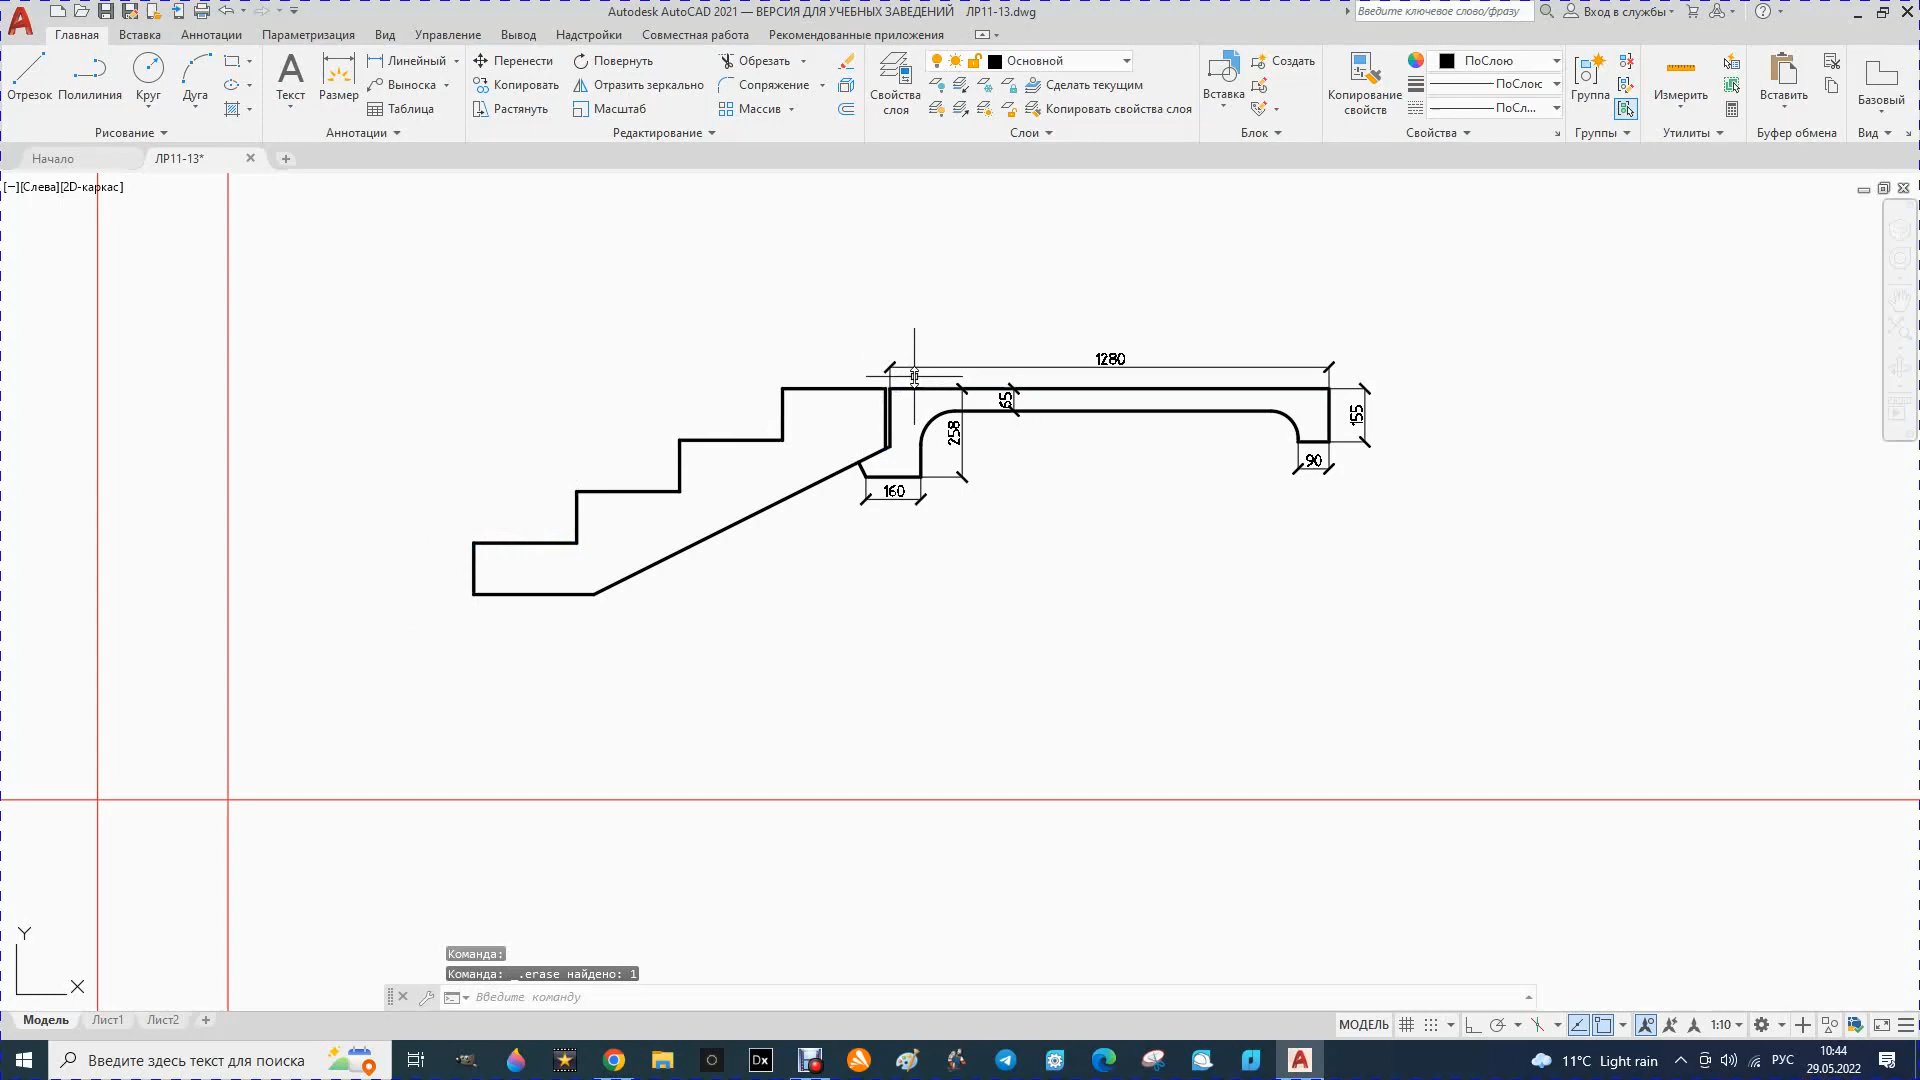 Autodesk AutoCAD 2021 — ВЕРСИЯ ДЛЯ УЧЕБНЫХ ЗАВЕДЕНИЙ ЛР11-13.dwg
Введите ключевое слово/фразу
Вход в службы
Главная Вставка Аннотации Параметризация Вид Управление Вывод Надстройки Совместная работа Рекомендованные приложения
Отрезок Полилиния Круг Дуга
Рисование
Текст Размер
Линейный
Выноска
Таблица
Аннотации
Перенести Повернуть Обрезать
Копировать Отразить зеркально Сопряжение
Растянуть Масштаб Массив
Редактирование
Свойства слоя
Основной
Сделать текущим
Копировать свойства слоя
Слои
Вставка
Создать
Блок
Копирование свойств
ПоСлою
ПоСлою
ПоСл...
Свойства
Группа
Группы
Измерить
Утилиты
Вставить
Буфер обмена
Базовый
Вид
Начало ЛР11-13*
[−][Слева][2D-каркас]
1280
65
258
155
90
160
Y
X
Команда:
Команда: _.erase найдено: 1
Введите команду
Модель Лист1 Лист2
МОДЕЛЬ 1:10
Введите здесь текст для поиска
Dx
11°C Light rain
РУС
10:44
29.05.2022